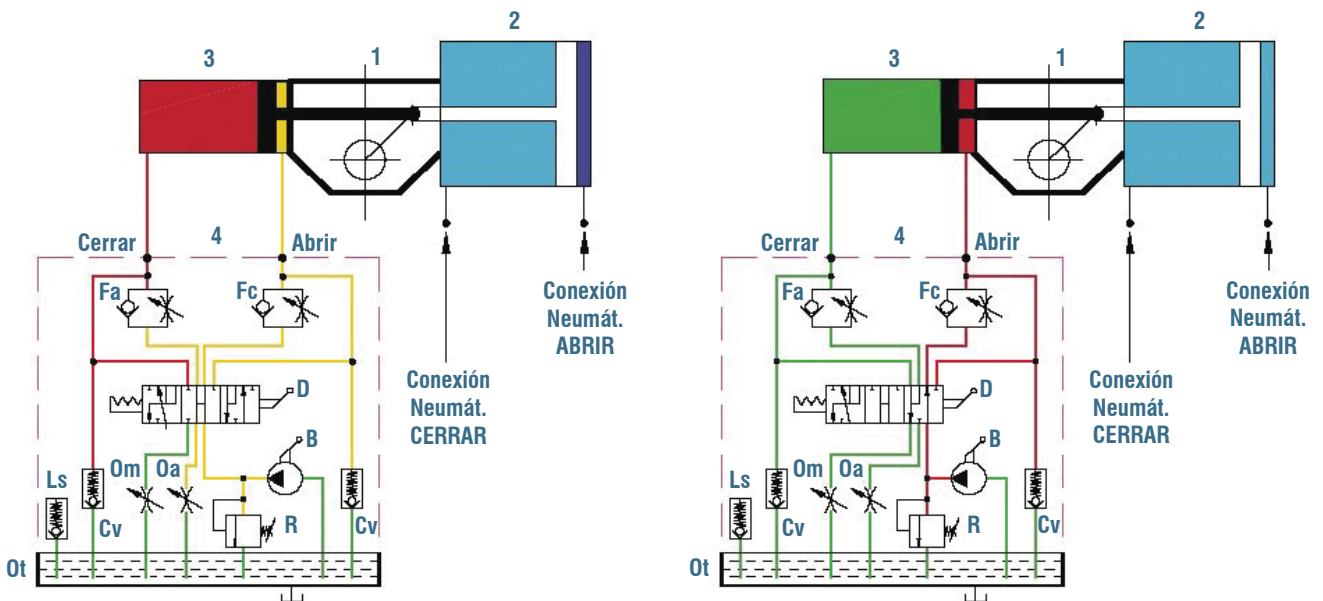 2
3
1
Cerrar
4
Abrir
Fa
Fc
Conexión
Neumát.
ABRIR
Conexión
Neumát.
CERRAR
D
B
Ls
Om
Oa
Cv
R
Cv
Ot
2
3
1
Cerrar
4
Abrir
Fa
Fc
Conexión
Neumát.
ABRIR
Conexión
Neumát.
CERRAR
D
B
Ls
Om
Oa
Cv
R
Cv
Ot